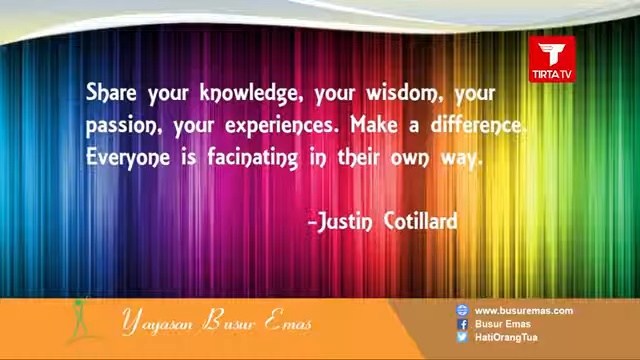 TIRTA TV
Share your knowledge, your wisdom, your
passion, your experiences. Make a difference.
Everyone is facinating in their own way.
-Justin Cotillard
Yayasan Busur Emas
www.busuremas.com
Busur Emas
HatiOrangTua